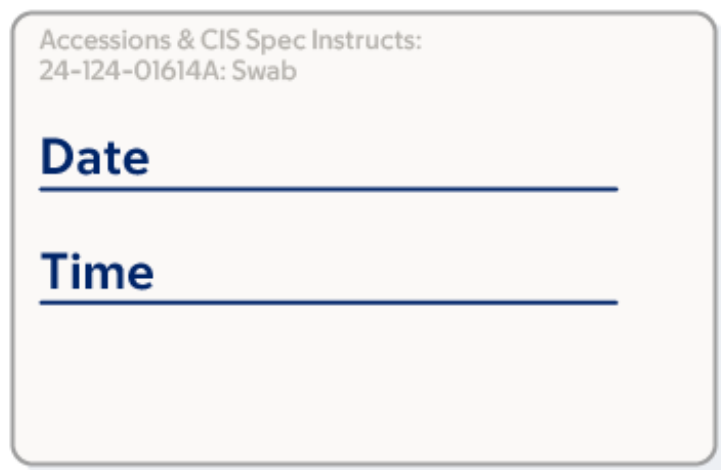 Accessions & CIS Spec Instructs:
24-124-01614A: Swab
Date
Time